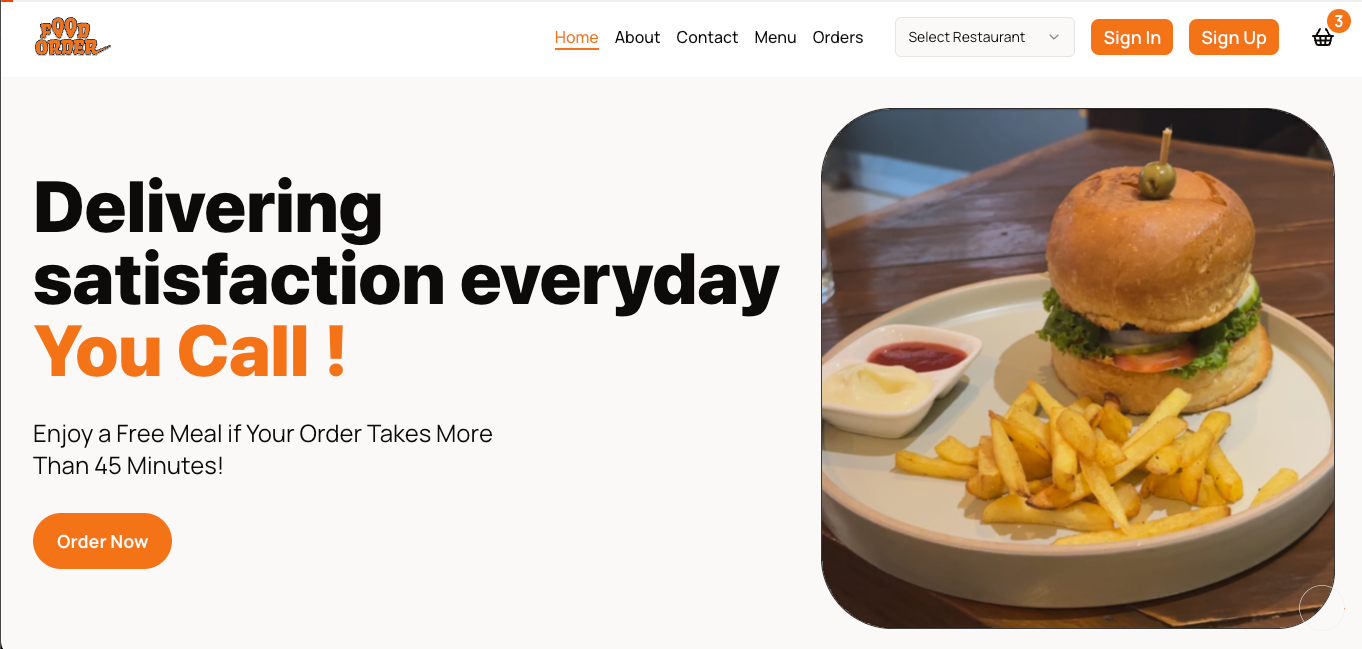 FOOD
ORDER
Home About Contact Menu Orders Select Restaurant Sign In Sign Up 3
Delivering
satisfaction everyday
You Call !
Enjoy a Free Meal if Your Order Takes More
Than 45 Minutes!
Order Now